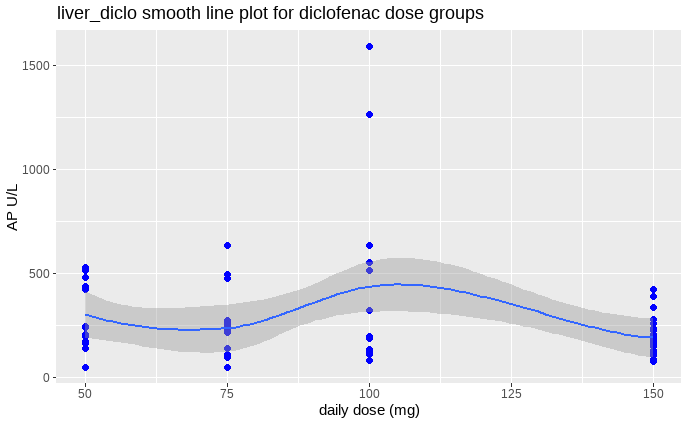 liver_diclo smooth line plot for diclofenac dose groups
1500
1000
500
0
AP U/L
50 75 100 125 150
daily dose (mg)